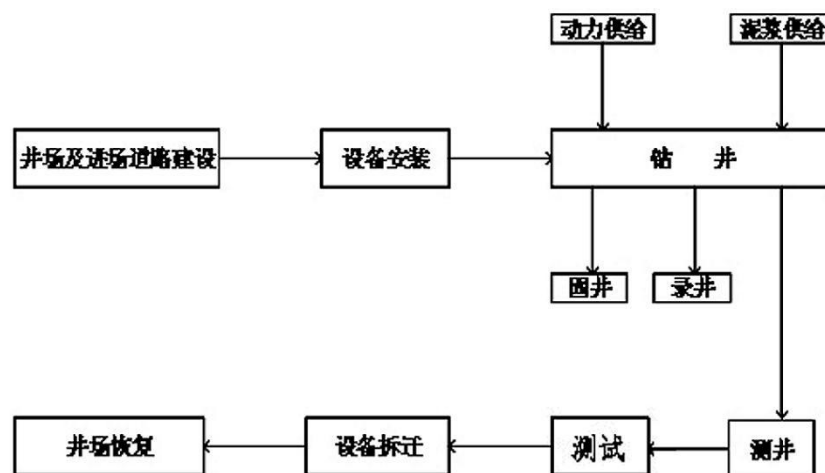 动力供给
泥浆供给
井场及进场道路建设
设备安装
钻 井
固井
录井
井场恢复
设备拆迁
测试
测井